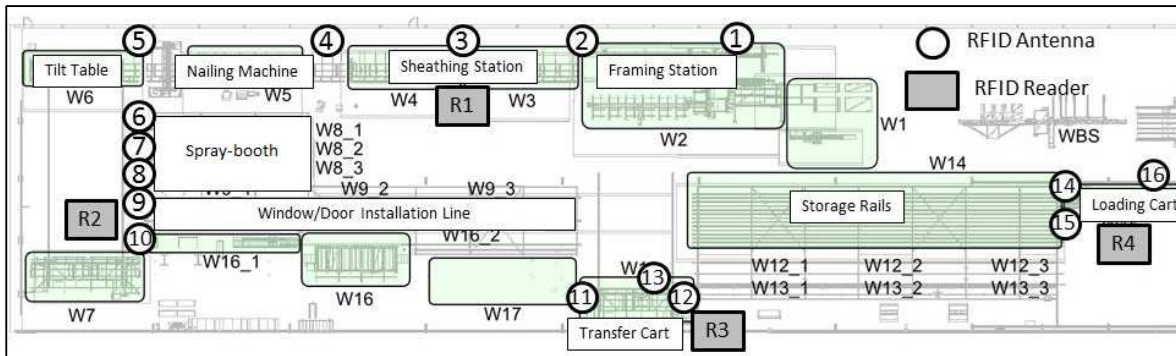 5
4
3
2
1
RFID Antenna
Tilt Table
Nailing Machine
Sheathing Station
Framing Station
RFID Reader
W6
W5
W4
R1
W3
W2
W1
WBS
6
7
8
Spray-booth
W8_1
W8_2
W8_3
W14
W9_2
W9_3
9
R2
Window/Door Installation Line
Storage Rails
14
16
Loading Cart
15
R4
10
W16_1
W16_2
W12_1
W12_2
W12_3
W13_1
W13_2
W13_3
W7
W16
W17
13
11
12
Transfer Cart
R3